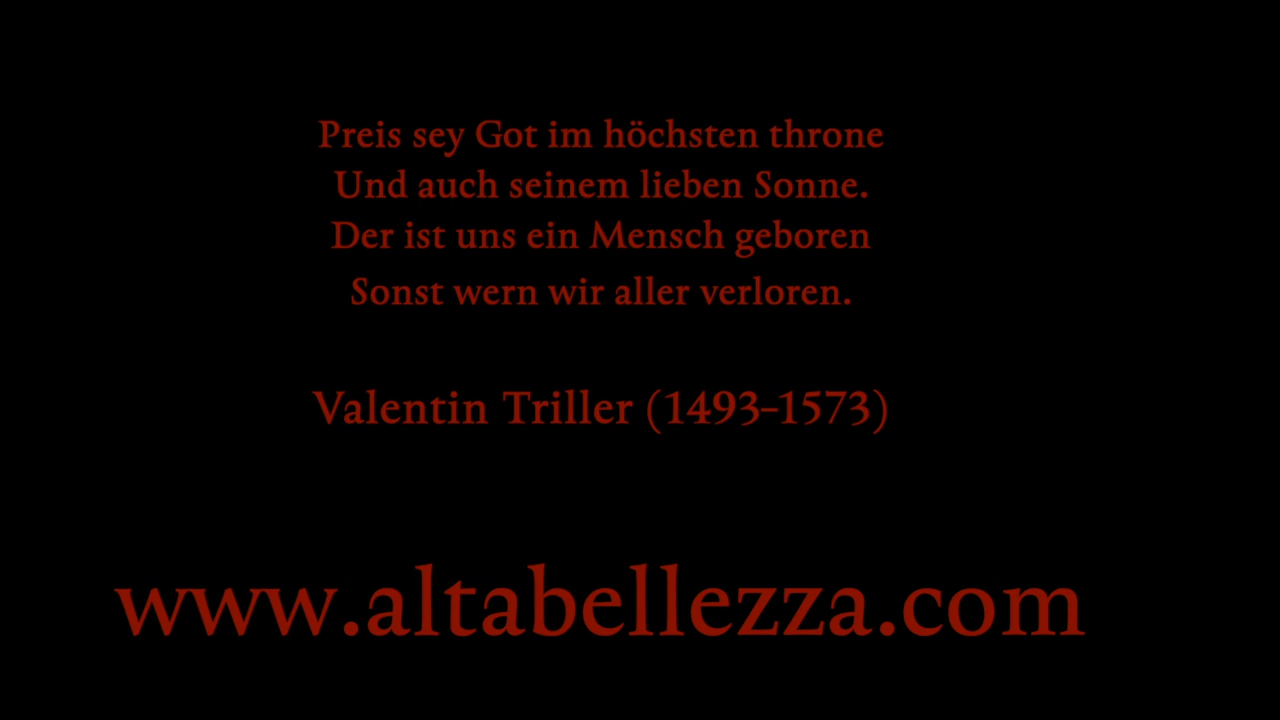 Preis sey Got im höchsten throne
Und auch seinem lieben Sonne.
Der ist uns ein Mensch geboren
Sonst wern wir aller verloren.
Valentin Triller (1493–1573)
www.altabellezza.com